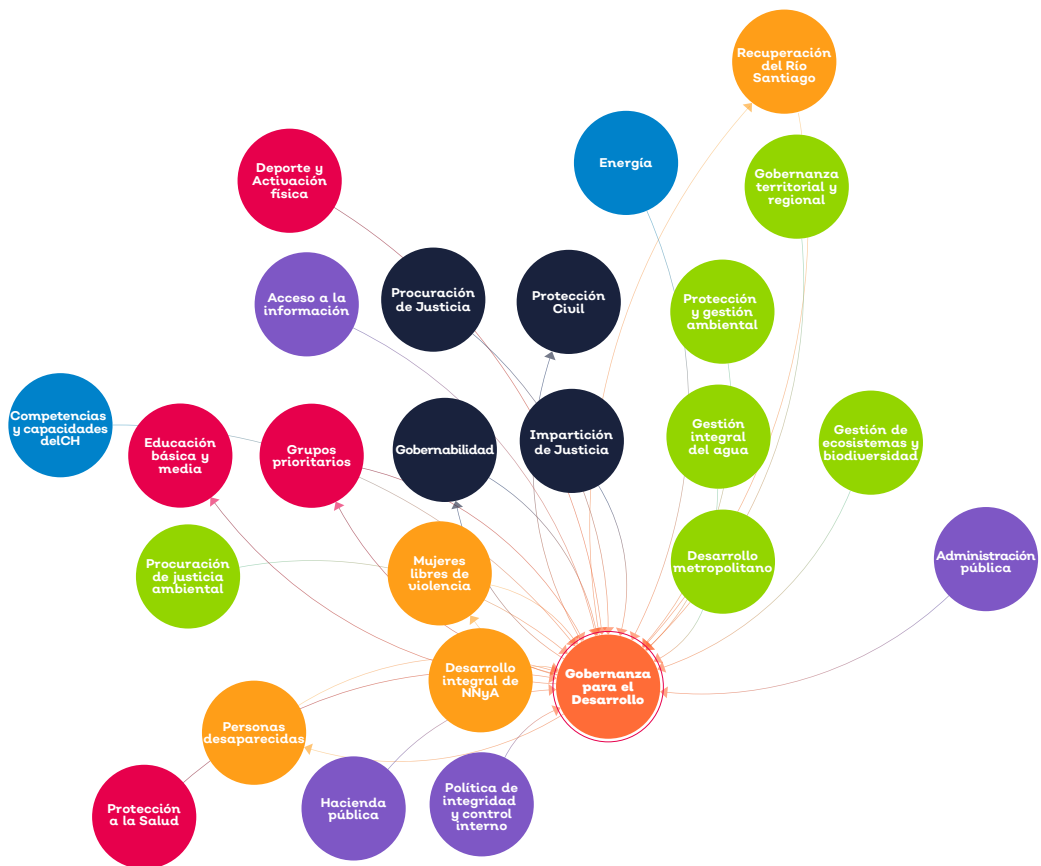 Recuperación
del Río
Santiago
Energía
Gobernanza
territorial y
regional
Deporte y
Activación
física
Acceso a la
información
Procuración
de Justicia
Protección
Civil
Protección
y gestión
ambiental
Competencias
y capacidades
delCH
Educación
básica y
media
Grupos
prioritarios
Gobernabilidad
Impartición
de Justicia
Gestión
integral
del agua
Gestión de
ecosistemas y
biodiversidad
Procuración
de justicia
ambiental
Mujeres
libres de
violencia
Desarrollo
metropolitano
Administración
pública
Desarrollo
integral de
NNyA
Gobernanza
para el
Desarrollo
Personas
desaparecidas
Protección
a la Salud
Hacienda
pública
Política de
integridad
y control
interno